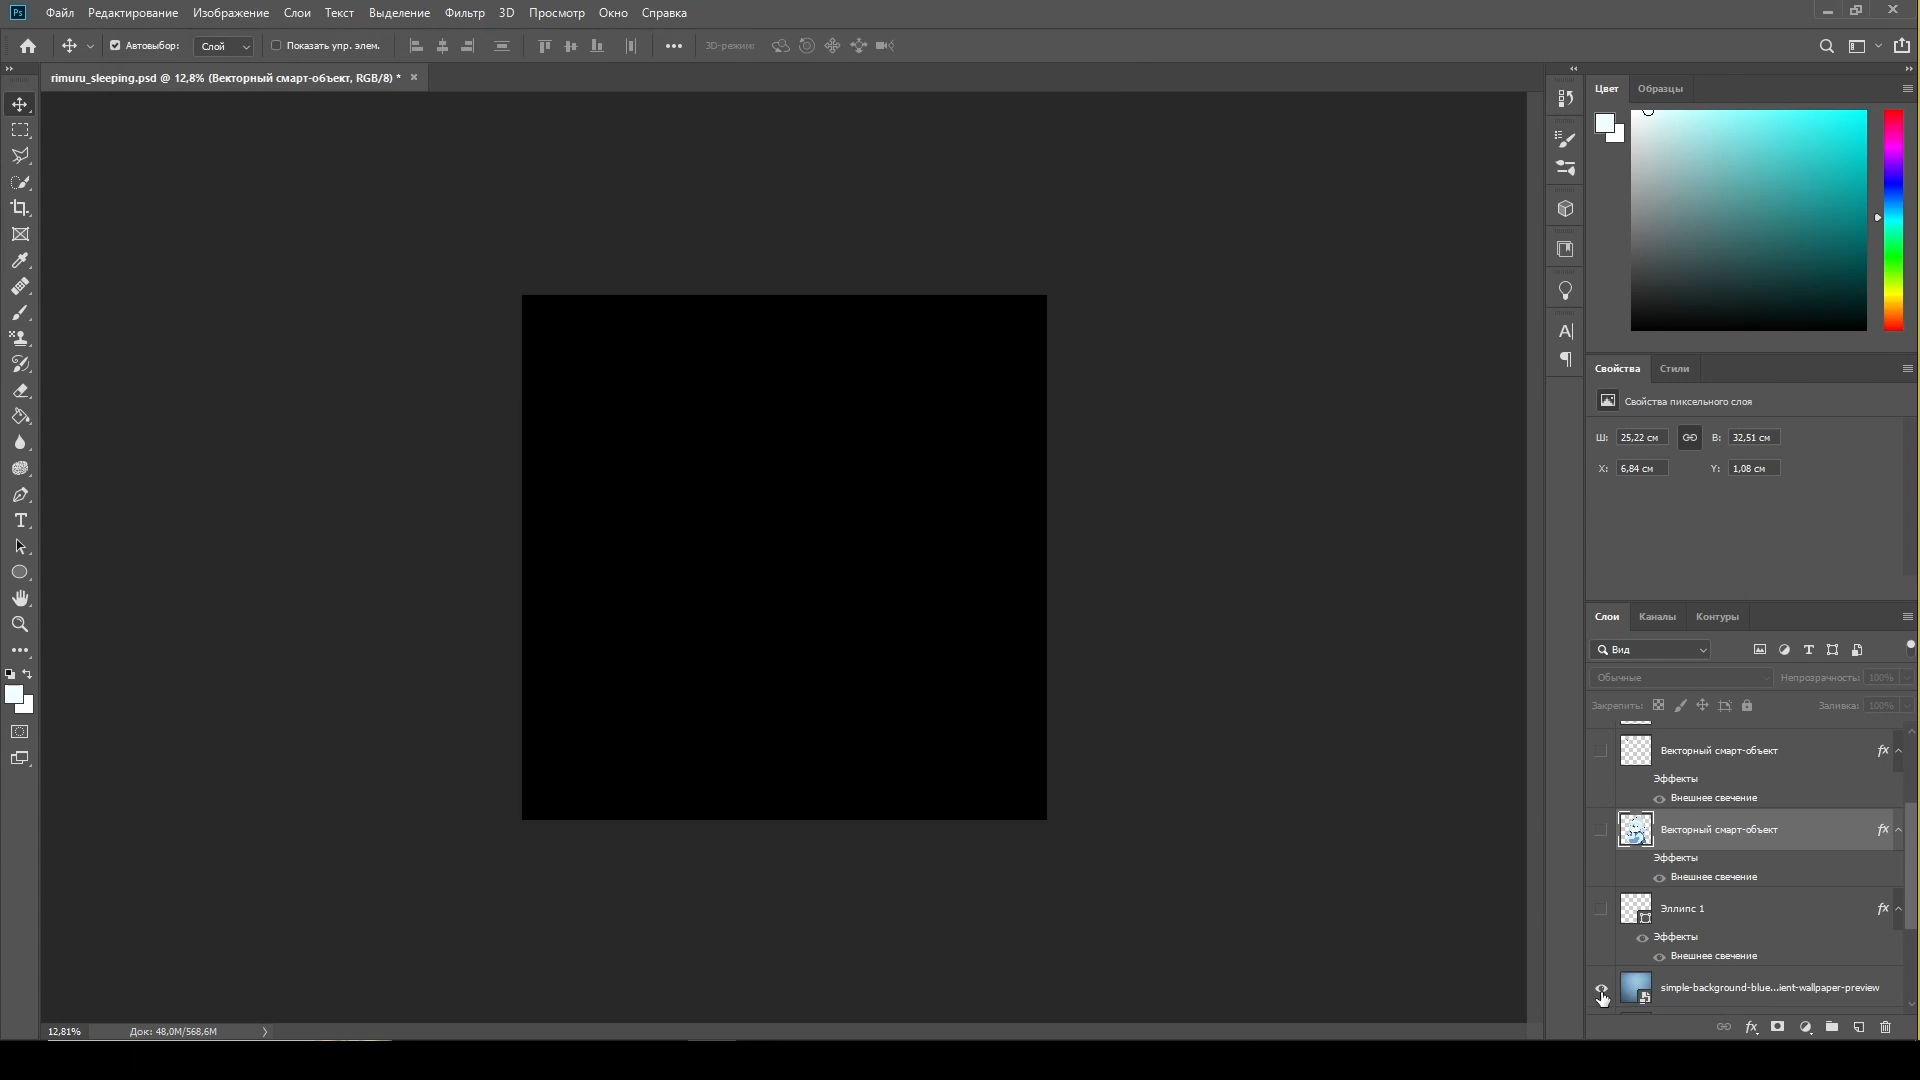 Ps Файл Редактирование Изображение Слои Текст Выделение Фильтр 3D Просмотр Окно Справка
Автовыбор: Слой Показать упр. элем. 3D-режим:
rimuru_sleeping.psd @ 12,8% (Векторный смарт-объект, RGB/8) *
Цвет Образцы
Свойства Стили
Свойства пиксельного слоя
Ш: 25,22 см В: 32,51 см
X: 6,84 см Y: 1,08 см
Слои Каналы Контуры
Вид
Обычные Непрозрачность: 100%
Закрепить: Заливка: 100%
Векторный смарт-объект fx
Эффекты
Внешнее свечение
Векторный смарт-объект fx
Эффекты
Внешнее свечение
Эллипс 1 fx
Эффекты
Внешнее свечение
simple-background-blue...ient-wallpaper-preview
12,81% Док: 48,0M/568,6M